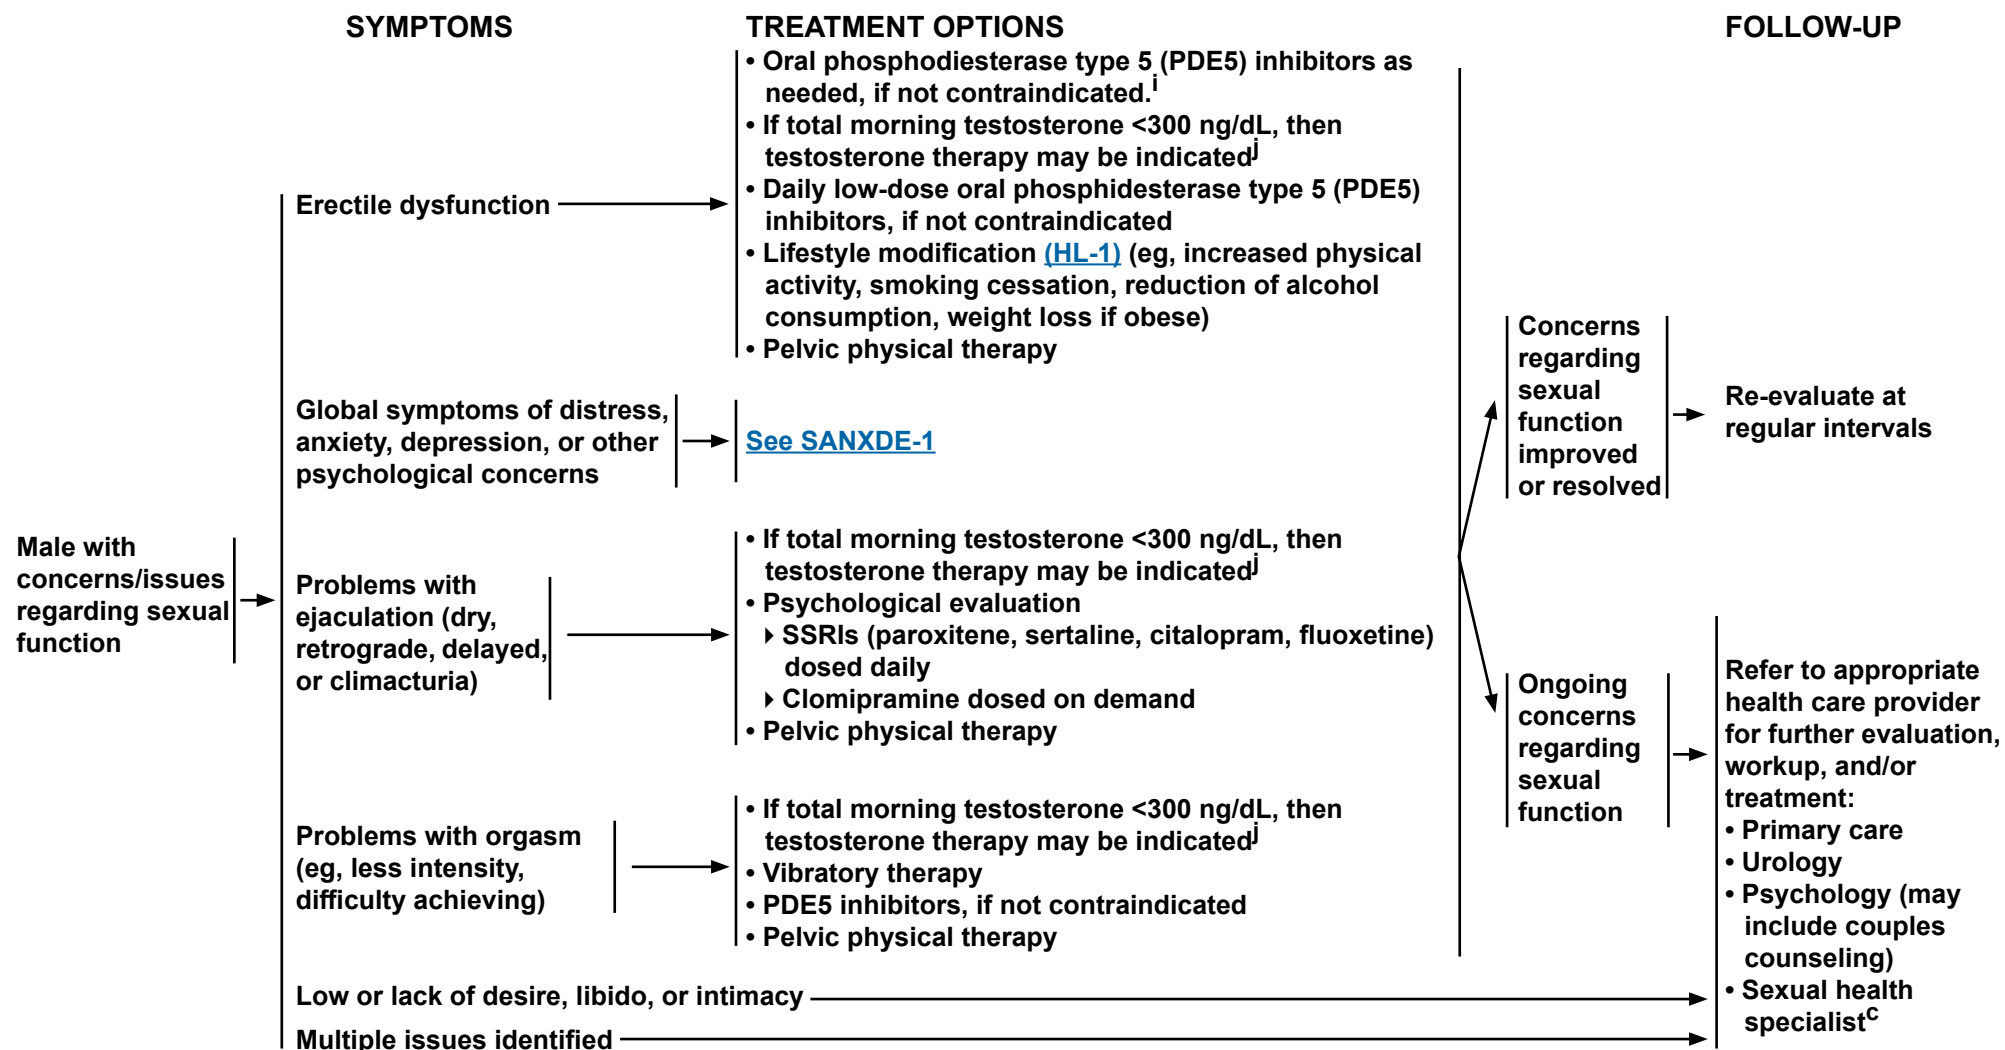 SYMPTOMS
TREATMENT OPTIONS
FOLLOW-UP
Male with
concerns/issues
regarding sexual
function
Erectile dysfunction
• Oral phosphodiesterase type 5 (PDE5) inhibitors as
needed, if not contraindicated.i
• If total morning testosterone <300 ng/dL, then
testosterone therapy may be indicatedj
• Daily low-dose oral phosphidesterase type 5 (PDE5)
inhibitors, if not contraindicated
• Lifestyle modification (HL-1) (eg, increased physical
activity, smoking cessation, reduction of alcohol
consumption, weight loss if obese)
• Pelvic physical therapy
Global symptoms of distress,
anxiety, depression, or other
psychological concerns
See SANXDE-1
Problems with
ejaculation (dry,
retrograde, delayed,
or climacturia)
• If total morning testosterone <300 ng/dL, then
testosterone therapy may be indicatedj
• Psychological evaluation
▸ SSRIs (paroxitene, sertaline, citalopram, fluoxetine)
dosed daily
▸ Clomipramine dosed on demand
• Pelvic physical therapy
Problems with orgasm
(eg, less intensity,
difficulty achieving)
• If total morning testosterone <300 ng/dL, then
testosterone therapy may be indicatedj
• Vibratory therapy
• PDE5 inhibitors, if not contraindicated
• Pelvic physical therapy
Low or lack of desire, libido, or intimacy
Multiple issues identified
Concerns
regarding
sexual
function
improved
or resolved
Re-evaluate at
regular intervals
Ongoing
concerns
regarding
sexual
function
Refer to appropriate
health care provider
for further evaluation,
workup, and/or
treatment:
• Primary care
• Urology
• Psychology (may
include couples
counseling)
• Sexual health
specialistc